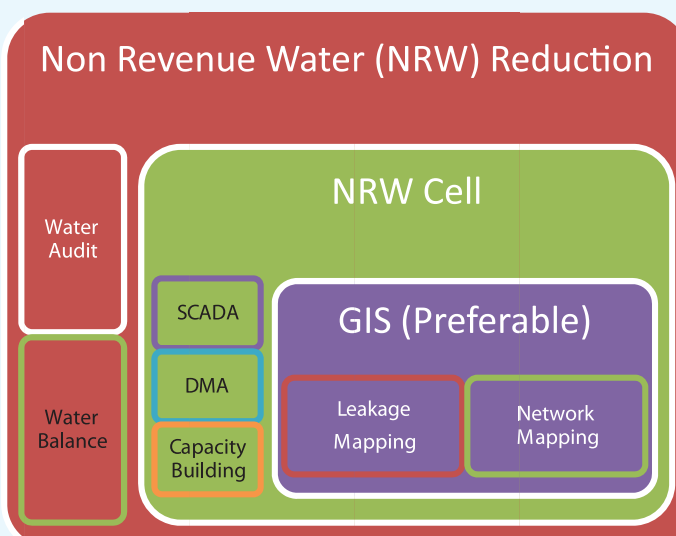 Non Revenue Water (NRW) Reduction
Water
Audit
Water
Balance
NRW Cell
SCADA
DMA
Capacity
Building
GIS (Preferable)
Leakage
Mapping
Network
Mapping